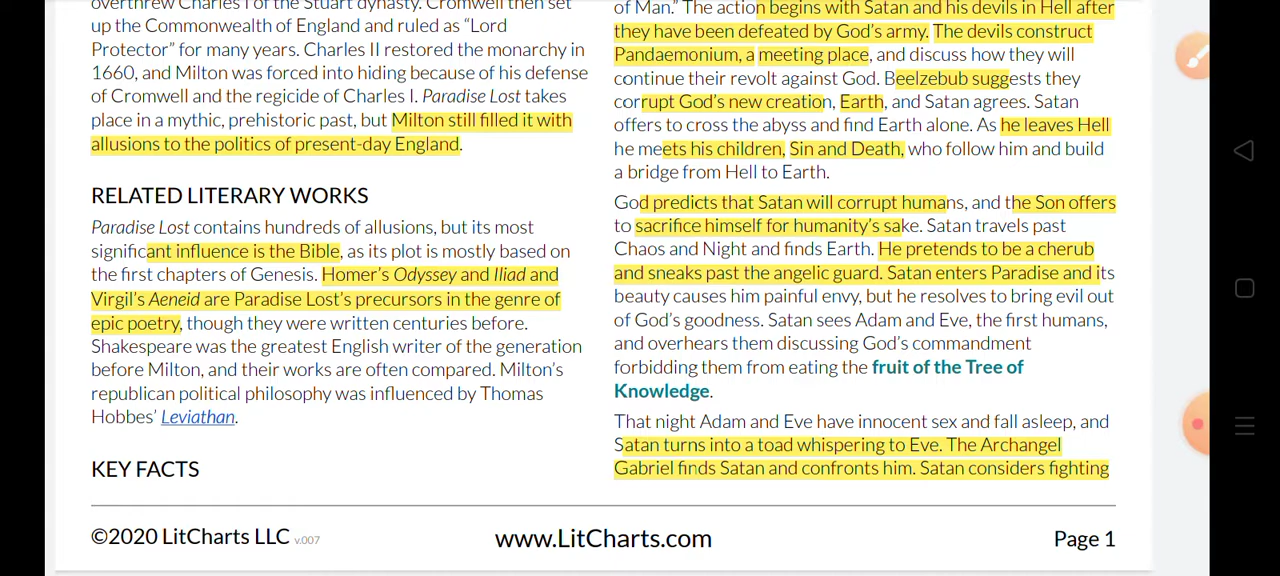 overthrew Charles I of the Stuart dynasty. Cromwell then set
up the Commonwealth of England and ruled as “Lord
Protector” for many years. Charles II restored the monarchy in
1660, and Milton was forced into hiding because of his defense
of Cromwell and the regicide of Charles I. Paradise Lost takes
place in a mythic, prehistoric past, but Milton still filled it with
allusions to the politics of present-day England.
RELATED LITERARY WORKS
Paradise Lost contains hundreds of allusions, but its most
significant influence is the Bible, as its plot is mostly based on
the first chapters of Genesis. Homer’s Odyssey and Iliad and
Virgil’s Aeneid are Paradise Lost’s precursors in the genre of
epic poetry, though they were written centuries before.
Shakespeare was the greatest English writer of the generation
before Milton, and their works are often compared. Milton’s
republican political philosophy was influenced by Thomas
Hobbes’ Leviathan.
KEY FACTS
of Man.” The action begins with Satan and his devils in Hell after
they have been defeated by God’s army. The devils construct
Pandaemonium, a meeting place, and discuss how they will
continue their revolt against God. Beelzebub suggests they
corrupt God’s new creation, Earth, and Satan agrees. Satan
offers to cross the abyss and find Earth alone. As he leaves Hell
he meets his children, Sin and Death, who follow him and build
a bridge from Hell to Earth.
God predicts that Satan will corrupt humans, and the Son offers
to sacrifice himself for humanity’s sake. Satan travels past
Chaos and Night and finds Earth. He pretends to be a cherub
and sneaks past the angelic guard. Satan enters Paradise and its
beauty causes him painful envy, but he resolves to bring evil out
of God’s goodness. Satan sees Adam and Eve, the first humans,
and overhears them discussing God’s commandment
forbidding them from eating the fruit of the Tree of
Knowledge.
That night Adam and Eve have innocent sex and fall asleep, and
Satan turns into a toad whispering to Eve. The Archangel
Gabriel finds Satan and confronts him. Satan considers fighting
©2020 LitCharts LLC v.007
www.LitCharts.com
Page 1